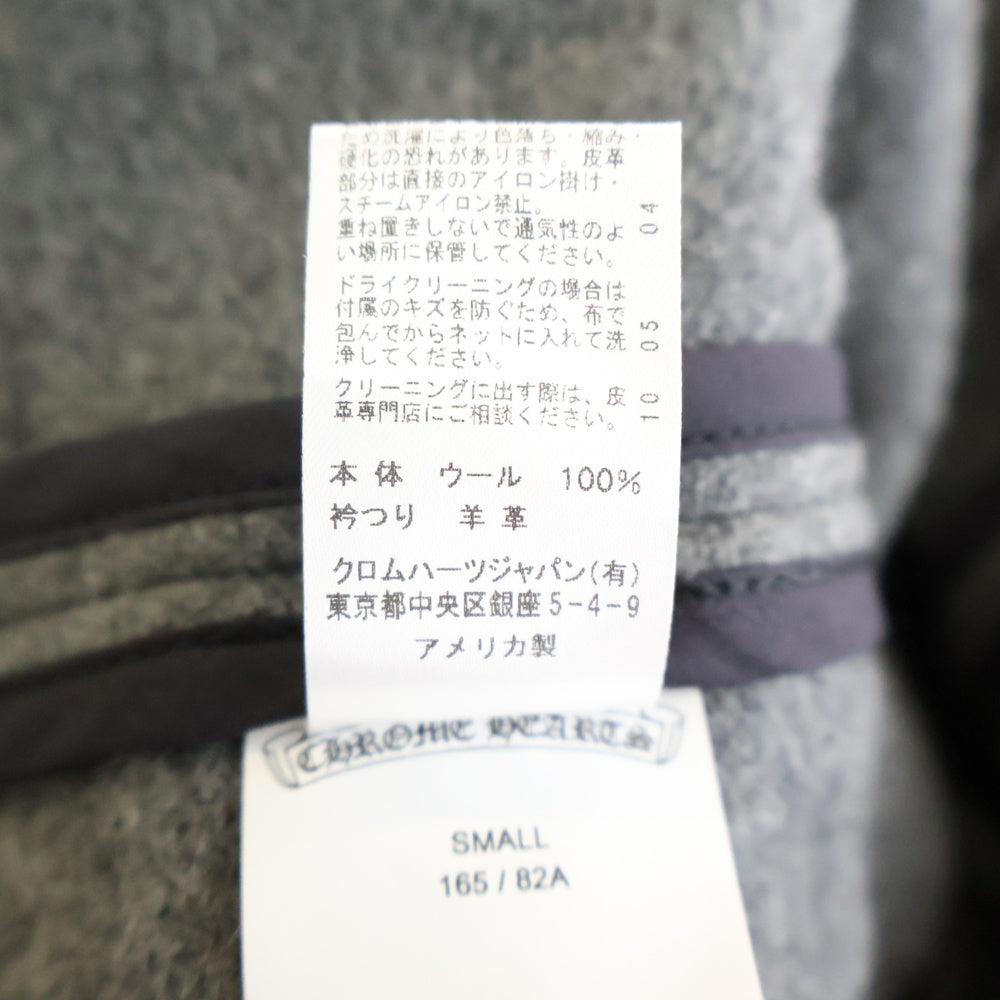 ため洗濯により色落ち・縮み・
硬化の恐れがあります。皮革
部分は直接のアイロン掛け・
スチームアイロン禁止。
重ね置きしないで通気性のよ
い場所に保管してください。
ドライクリーニングの場合は
付属のキズを防ぐため、布で
包んでからネットに入れて洗
浄してください。
クリーニングに出す際は、皮
革専門店にご相談ください。
10 05 04
本体 ウール 100%
衿つり 羊革
クロムハーツジャパン(有)
東京都中央区銀座5-4-9
アメリカ製
CHROME HEARTS
SMALL
165 / 82A